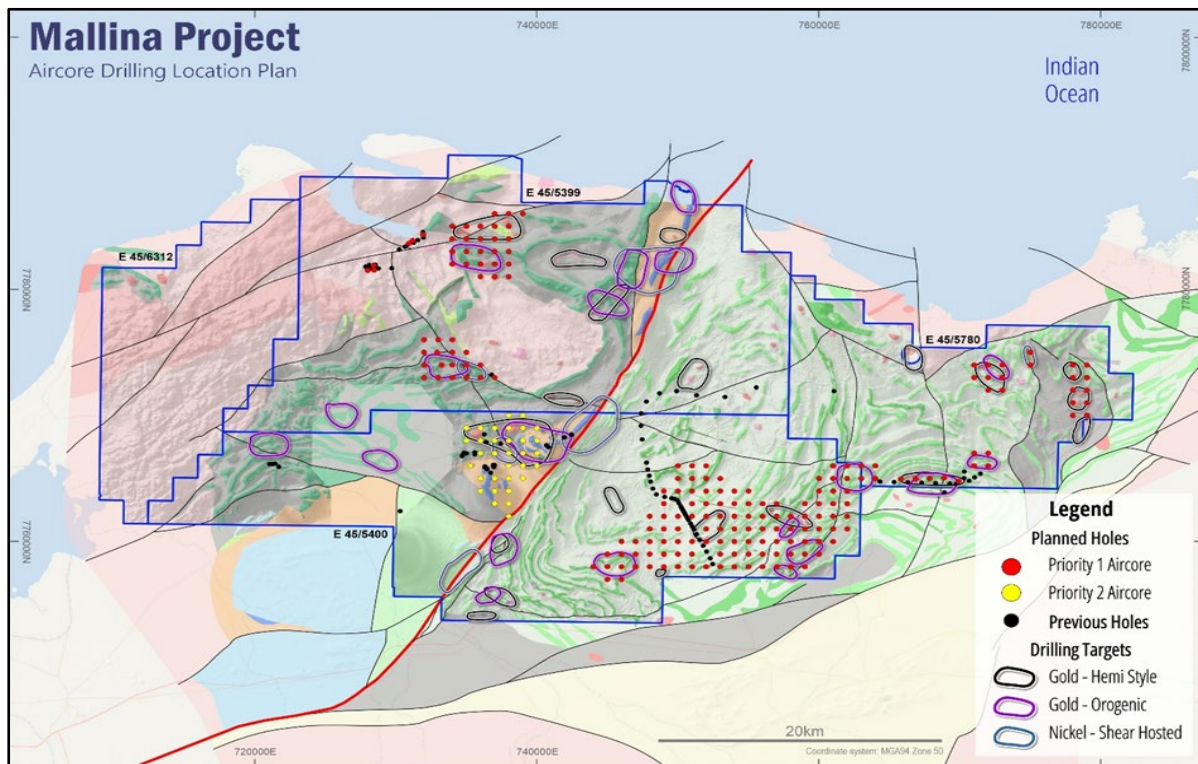 Mallina Project
Aircore Drilling Location Plan
740000E
760000E
780000E
7800000N
Indian
Ocean
E 45/5399
E 45/6312
7780000N
7780000N
E 45/5780
E 45/5400
7760000N
Legend
Planned Holes
Priority 1 Aircore
Priority 2 Aircore
Previous Holes
Drilling Targets
Gold - Hemi Style
Gold - Orogenic
Nickel - Shear Hosted
20km
Coordinate system: MGA94 Zone 50
720000E
740000E